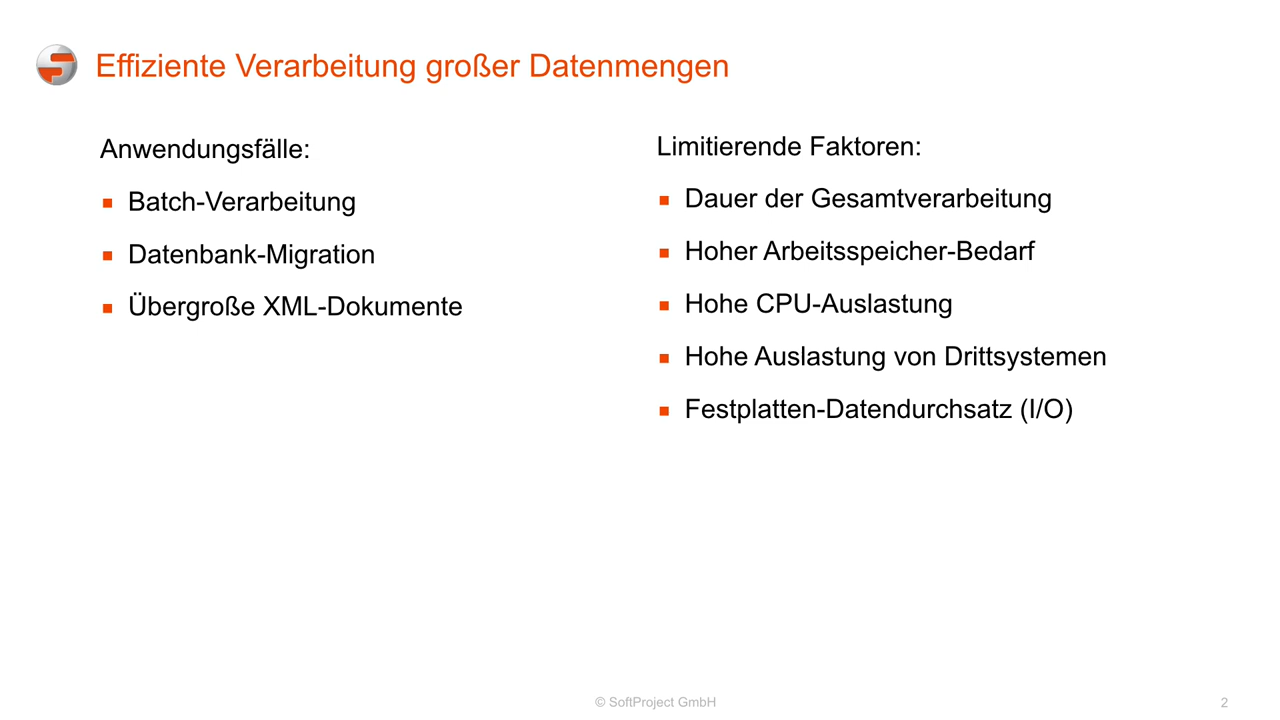 Effiziente Verarbeitung großer Datenmengen
Anwendungsfälle:
Batch-Verarbeitung
Datenbank-Migration
Übergroße XML-Dokumente
Limitierende Faktoren:
Dauer der Gesamtverarbeitung
Hoher Arbeitsspeicher-Bedarf
Hohe CPU-Auslastung
Hohe Auslastung von Drittsystemen
Festplatten-Datendurchsatz (I/O)
© SoftProject GmbH
2